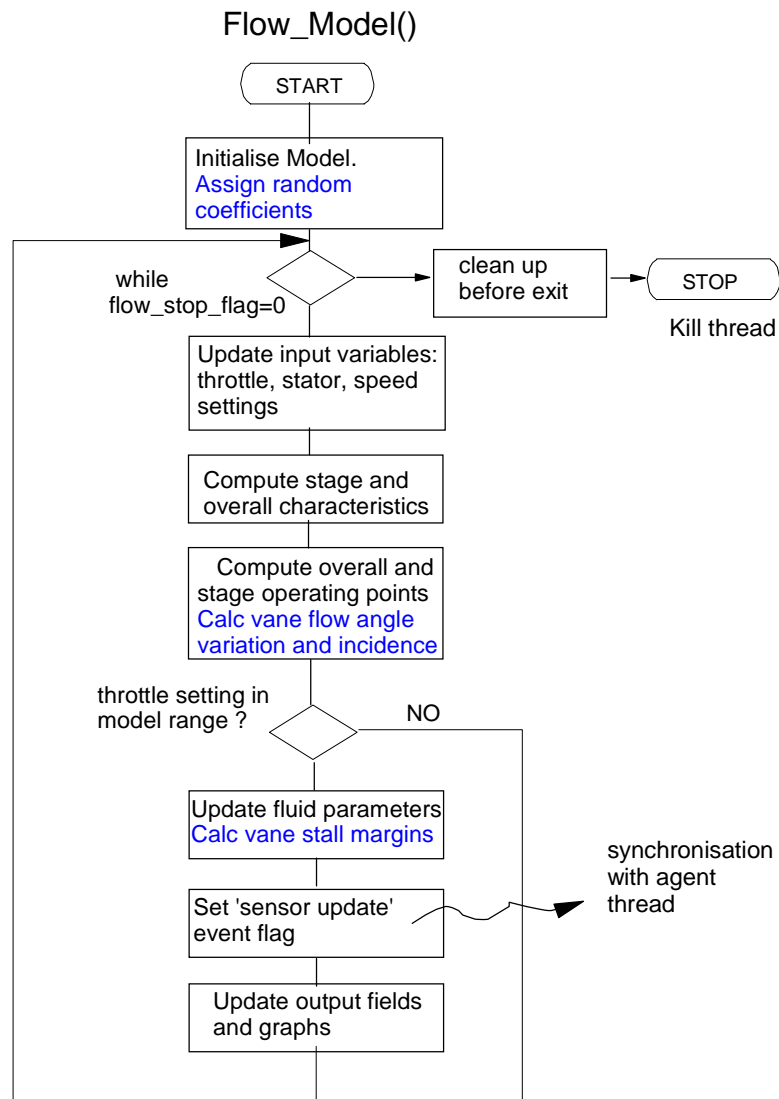 Flow_Model()
START
Initialise Model.
Assign random
coefficients
while
flow_stop_flag=0
clean up
before exit
STOP
Kill thread
Update input variables:
throttle, stator, speed
settings
Compute stage and
overall characteristics
Compute overall and
stage operating points
Calc vane flow angle
variation and incidence
throttle setting in
model range ?
NO
Update fluid parameters
Calc vane stall margins
Set 'sensor update'
event flag
synchronisation
with agent
thread
Update output fields
and graphs